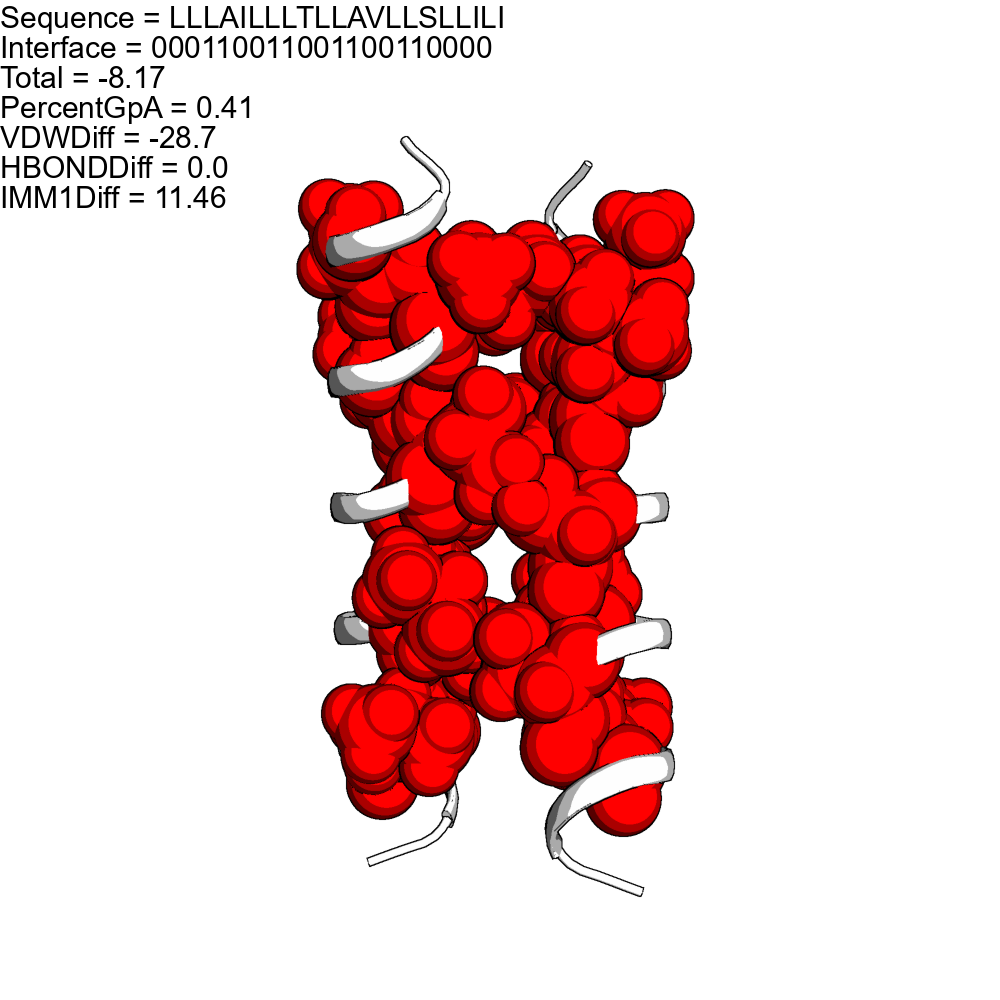 Sequence = LLLAILLLTLLAVLLSLLILI
Interface = 000110011001100110000
Total = -8.17
PercentGpA = 0.41
VDWDiff = -28.7
HBONDDiff = 0.0
IMM1Diff = 11.46